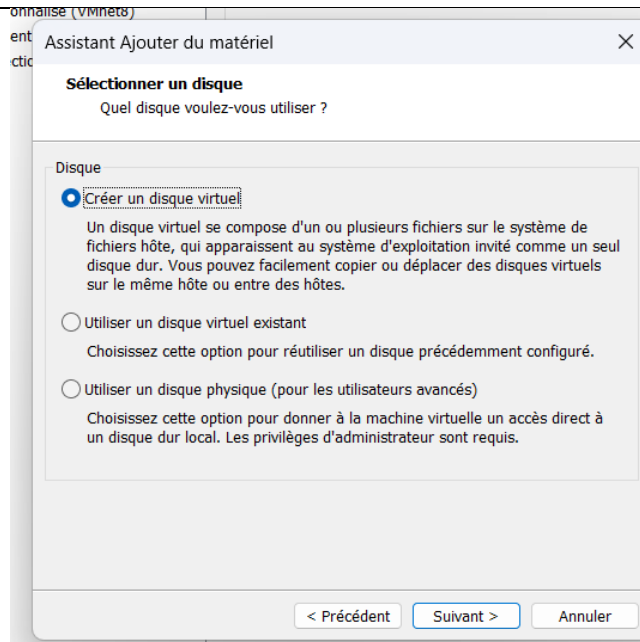 (VMnet8)
Assistant Ajouter du matériel
Sélectionner un disque
Quel disque voulez-vous utiliser ?
Disque
Créer un disque virtuel
Un disque virtuel se compose d'un ou plusieurs fichiers sur le système de
fichiers hôte, qui apparaissent au système d'exploitation invité comme un seul
disque dur. Vous pouvez facilement copier ou déplacer des disques virtuels
sur le même hôte ou entre des hôtes.
Utiliser un disque virtuel existant
Choisissez cette option pour réutiliser un disque précédemment configuré.
Utiliser un disque physique (pour les utilisateurs avancés)
Choisissez cette option pour donner à la machine virtuelle un accès direct à
un disque dur local. Les privilèges d'administrateur sont requis.
< Précédent
Suivant >
Annuler